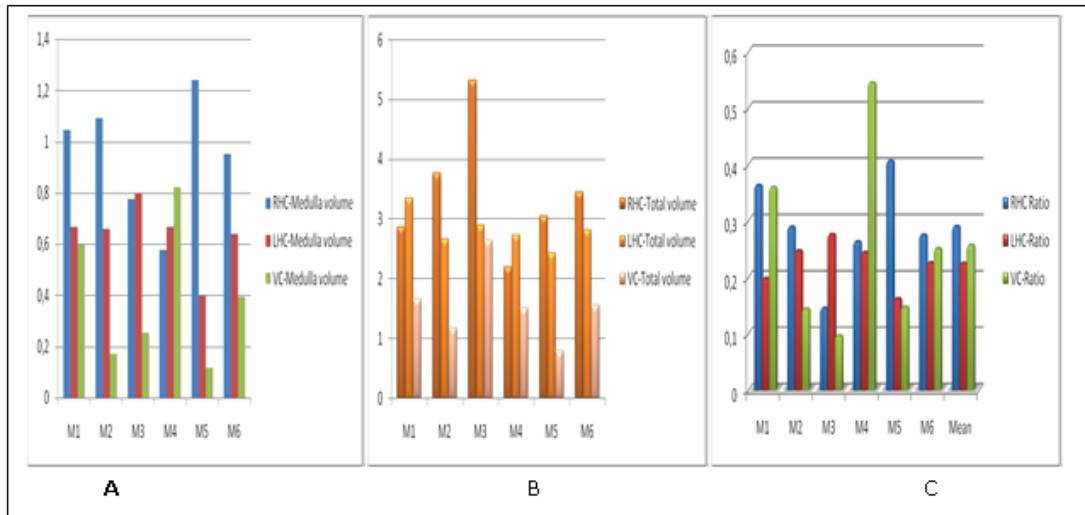 1,4
1,2
1
0,8
0,6
0,4
0,2
0
M1 M2 M3 M4 M5 M6
RHC-Medulla volume
LHC-Medulla volume
VC-Medulla volume
A
6
5
4
3
2
1
0
M1 M2 M3 M4 M5 M6
RHC-Total volume
LHC-Total volume
VC-Total volume
B
0,6
0,5
0,4
0,3
0,2
0,1
0
M1 M2 M3 M4 M5 M6 Mean
RHC Ratio
LHC-Ratio
VC-Ratio
C